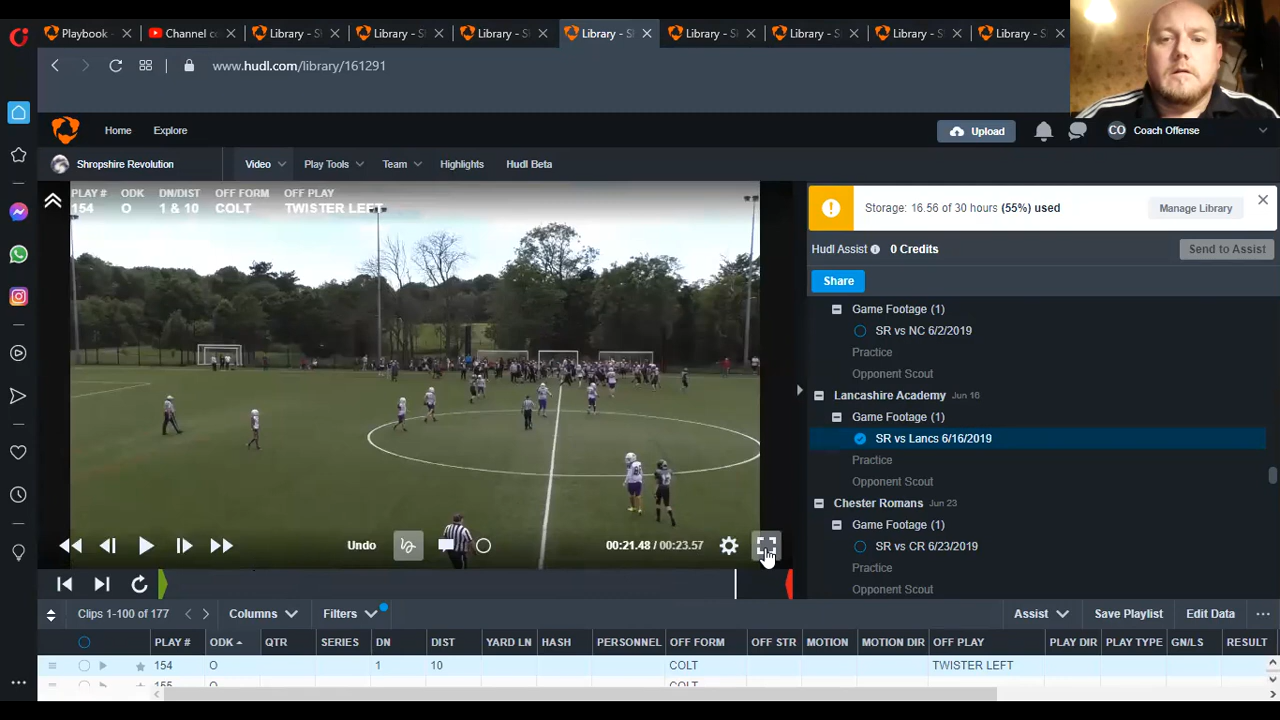 Playbook
Channel co
Library - S
Library - S
Library - S
Library - S
Library - S
Library - S
Library - S
Library - S
www.hudl.com/library/161291
Home
Explore
Upload
CO
Coach Offense
Shropshire Revolution
Video
Play Tools
Team
Highlights
Hudl Beta
PLAY # ODK DN/DIST OFF FORM OFF PLAY
154 O 1 & 10 COLT TWISTER LEFT
Storage: 16.56 of 30 hours (55%) used
Manage Library
Hudl Assist 0 Credits
Send to Assist
Share
Game Footage (1)
SR vs NC 6/2/2019
Practice
Opponent Scout
Lancashire Academy Jun 16
Game Footage (1)
SR vs Lancs 6/16/2019
Practice
Opponent Scout
Chester Romans Jun 23
Game Footage (1)
SR vs CR 6/23/2019
Practice
Opponent Scout
Undo
00:21.48 / 00:23.57
Clips 1-100 of 177
Columns
Filters
Assist
Save Playlist
Edit Data
PLAY # ODK QTR SERIES DN DIST YARD LN HASH PERSONNEL OFF FORM OFF STR MOTION MOTION DIR OFF PLAY PLAY DIR PLAY TYPE GN/LS RESULT
154 O 1 10 COLT TWISTER LEFT
155 O COLT